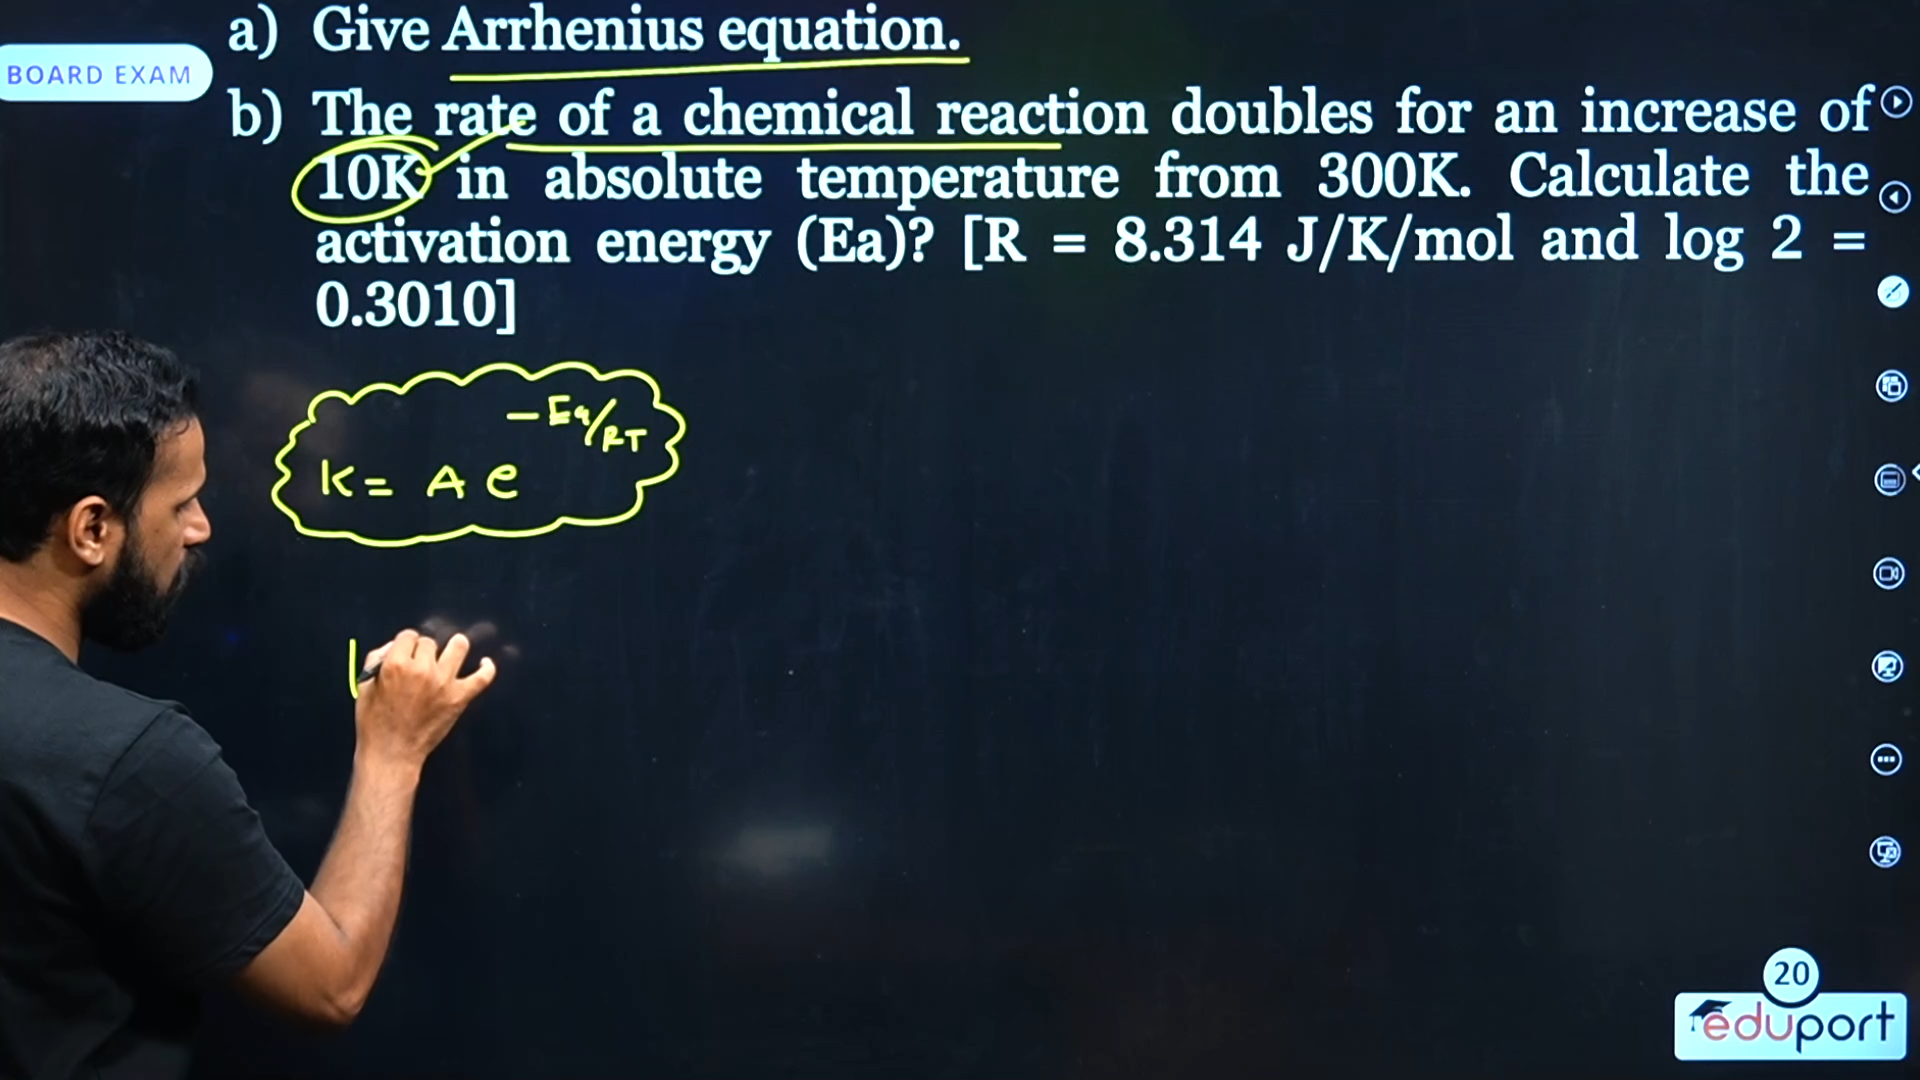 a) Give Arrhenius equation.
BOARD EXAM
b) The rate of a chemical reaction doubles for an increase of
10K in absolute temperature from 300K. Calculate the
activation energy (Ea)? [R = 8.314 J/K/mol and log 2 =
0.3010]
K = A e^-Ea/RT
20
eduport